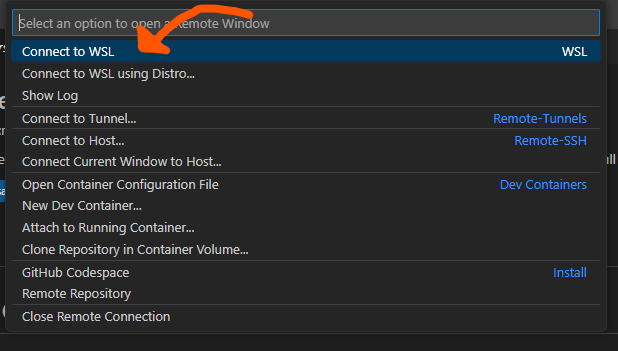 Select an option to open a Remote Window
Connect to WSL WSL
Connect to WSL using Distro...
Show Log
Connect to Tunnel... Remote-Tunnels
Connect to Host... Remote-SSH
Connect Current Window to Host...
Open Container Configuration File Dev Containers
New Dev Container...
Attach to Running Container...
Clone Repository in Container Volume...
GitHub Codespace Install
Remote Repository
Close Remote Connection